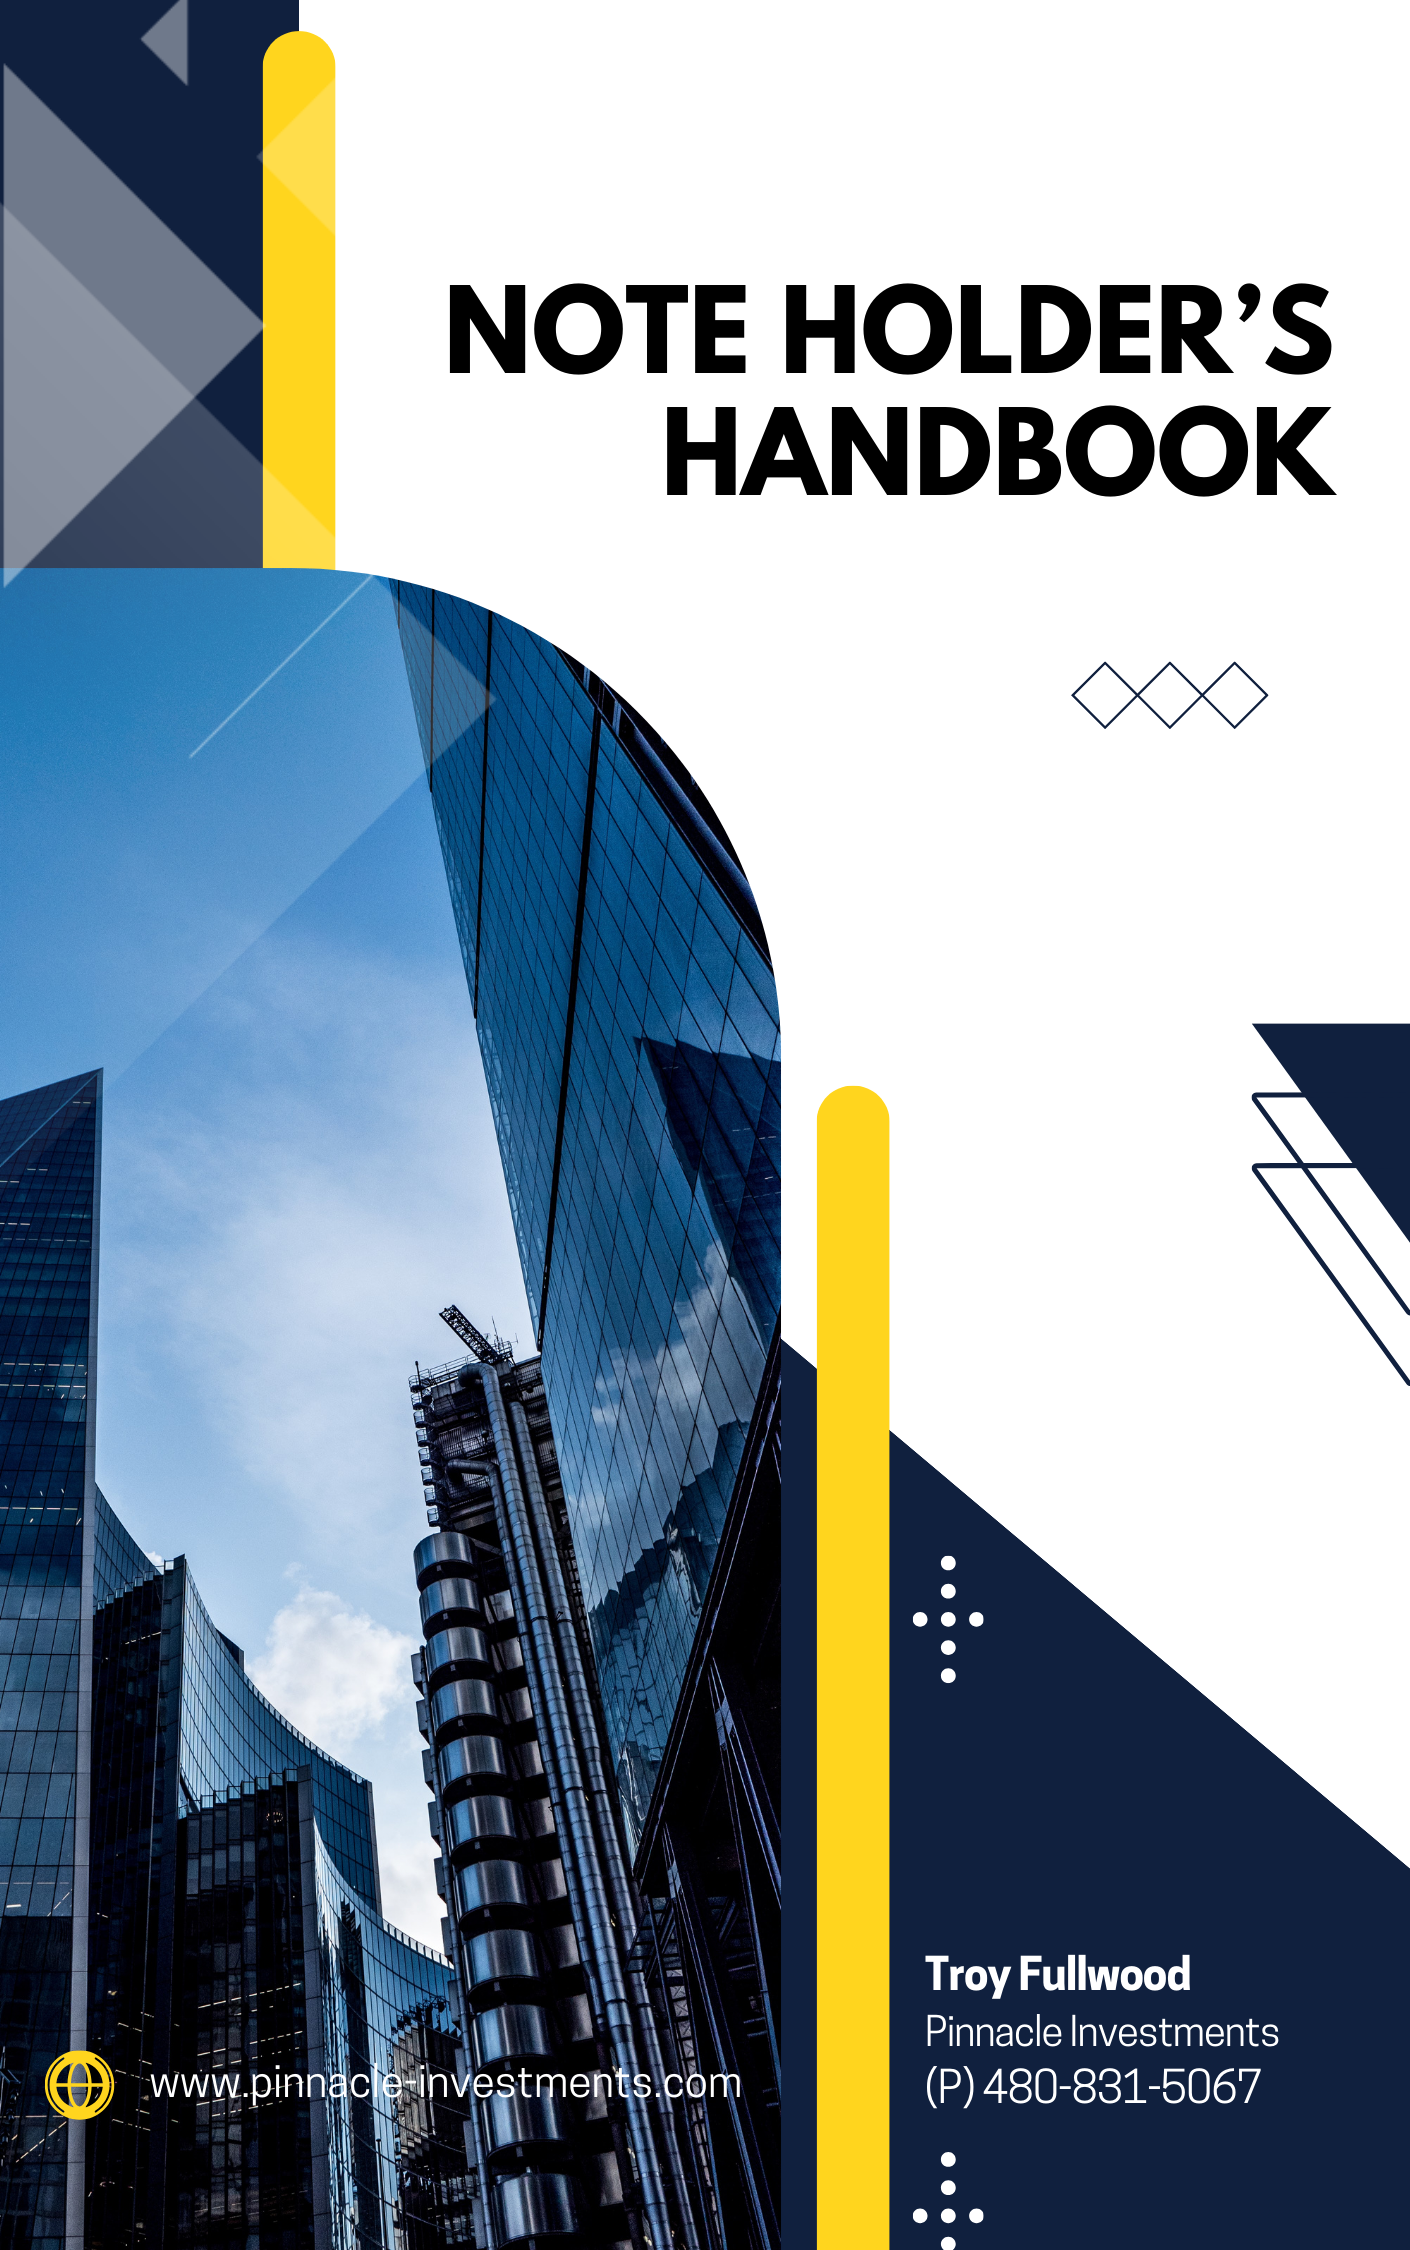 NOTE HOLDER’S
HANDBOOK
Troy Fullwood
Pinnacle Investments
(P) 480-831-5067
www.pinnacle-investments.com